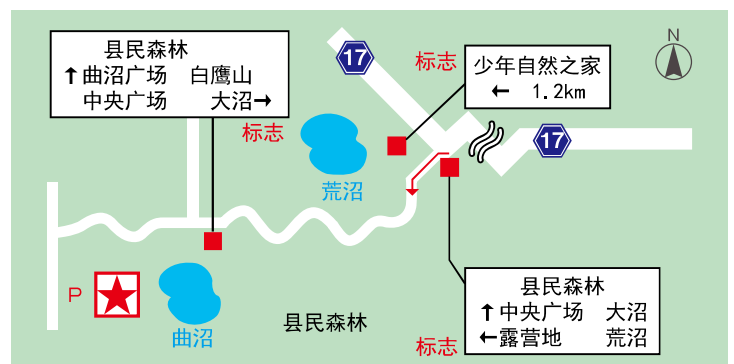 县民森林
↑曲沼广场 白鹰山
中央广场 大沼→
标志
17
标志
少年自然之家
← 1.2km
N
荒沼
17
P
曲沼
县民森林
标志
县民森林
↑中央广场 大沼
←露营地 荒沼